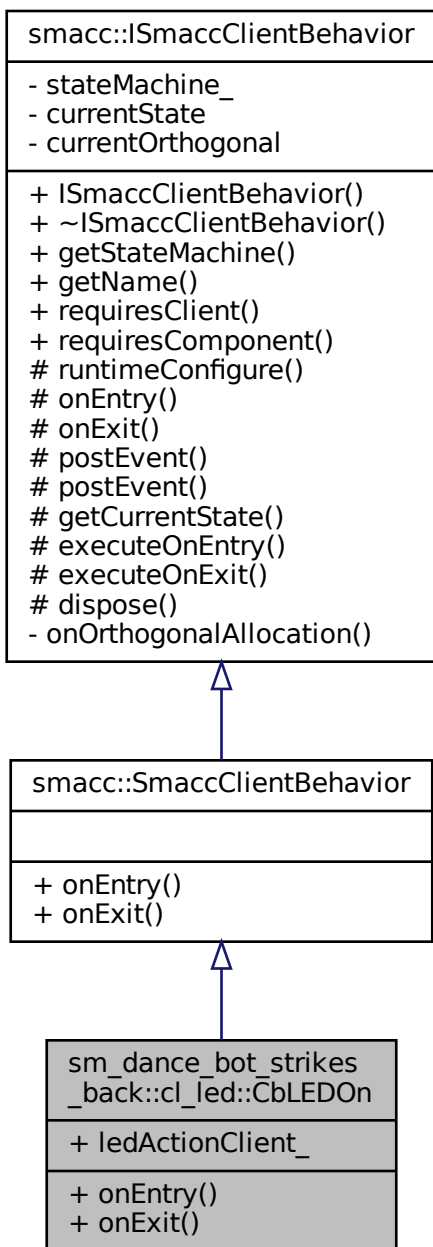 smacc::ISmaccClientBehavior
- stateMachine_
- currentState
- currentOrthogonal
+ ISmaccClientBehavior()
+ ~ISmaccClientBehavior()
+ getStateMachine()
+ getName()
+ requiresClient()
+ requiresComponent()
# runtimeConfigure()
# onEntry()
# onExit()
# postEvent()
# postEvent()
# getCurrentState()
# executeOnEntry()
# executeOnExit()
# dispose()
- onOrthogonalAllocation()
smacc::SmaccClientBehavior
+ onEntry()
+ onExit()
sm_dance_bot_strikes
_back::cl_led::CbLEDOn
+ ledActionClient_
+ onEntry()
+ onExit()